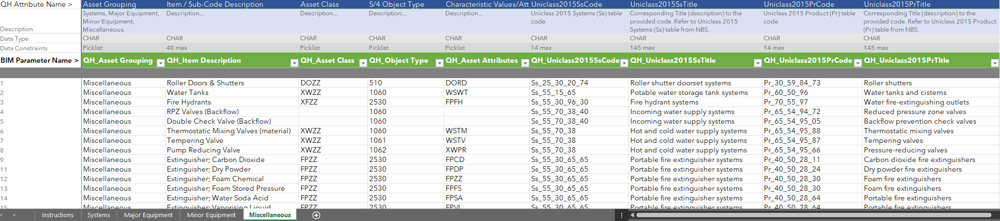 QH Attribute Name > Asset Grouping Item / Sub-Code Description Asset Class S/4 Object Type Characteristic Values/Att Uniclass2015SsCode Uniclass2015SsTitle Uniclass2015PrCode Uniclass2015PrTitle
Systems, Major Equipment, Description... Description... Description... Description... Uniclass 2015 Systems (Ss) table Corresponding Title (description) to the Uniclass 2015 Product (Pr) table Corresponding Title (description) to the
Minor Equipment, code provided code. Refer to Uniclass 2015 code provided code. Refer to Uniclass 2015 Product
Description Miscellaneous. Systems (Ss) table from NBS. (Pr) table from NBS.
Data Type CHAR CHAR CHAR CHAR CHAR CHAR CHAR CHAR CHAR
Data Constraints Picklist 40 max Picklist Picklist Picklist 14 max 145 max 14 max 145 max
BIM Parameter Name > QH_Asset Grouping QH_Item Description QH_Asset Class QH_Object Type QH_Asset Attributes QH_Uniclass2015SsCode QH_Uniclass2015SsTitle QH_Uniclass2015PrCode QH_Uniclass2015PrTitle
1 Miscellaneous Roller Doors & Shutters DOZZ 510 DORD Ss_25_30_20_74 Roller shutter doorset systems Pr_30_59_84_73 Roller shutters
2 Miscellaneous Water Tanks XWZZ 1060 WSWT Ss_55_15_65 Potable water storage tank systems Pr_60_50_96 Water tanks and cisterns
3 Miscellaneous Fire Hydrants XFZZ 2530 FPFH Ss_55_30_96_30 Fire hydrant systems Pr_70_55_97 Water fire-extinguishing outlets
4 Miscellaneous RPZ Valves (Backflow) 1060 Ss_55_70_38_40 Incoming water supply systems Pr_65_54_94_72 Reduced pressure zone valves
5 Miscellaneous Double Check Valve (Backflow) 1060 Ss_55_70_38_40 Incoming water supply systems Pr_65_54_95_05 Backflow prevention check valves
6 Miscellaneous Thermostatic Mixing Valves (material) XWZZ 1060 WSTM Ss_55_70_38 Hot and cold water supply systems Pr_65_54_95_88 Thermostatic mixing valves
7 Miscellaneous Tempering Valve XWZZ 1061 WSTV Ss_55_70_38 Hot and cold water supply systems Pr_65_54_95_87 Tempering valves
8 Miscellaneous Pump Reducing Valve XWZZ 1062 XWPR Ss_55_70_38 Hot and cold water supply systems Pr_65_54_95_66 Pressure-reducing valves
9 Miscellaneous Extinguisher; Carbon Dioxide FPZZ 2530 FPCD Ss_55_30_65_65 Portable fire extinguisher systems Pr_40_50_28_11 Carbon dioxide fire extinguishers
11 Miscellaneous Extinguisher; Dry Powder FPZZ 2530 FPDP Ss_55_30_65_65 Portable fire extinguisher systems Pr_40_50_28_24 Dry powder fire extinguishers
12 Miscellaneous Extinguisher; Foam Chemical FPZZ 2530 FPZZ Ss_55_30_65_65 Portable fire extinguisher systems Pr_40_50_28_30 Foam fire extinguishers
13 Miscellaneous Extinguisher; Foam Stored Pressure FPZZ 2530 FPFS Ss_55_30_65_65 Portable fire extinguisher systems Pr_40_50_28_30 Foam fire extinguishers
14 Miscellaneous Extinguisher; Water Soda Acid FPZZ 2530 FPSA Ss_55_30_65_65 Portable fire extinguisher systems Pr_40_50_28_64 Portable fire extinguishers
15 Miscellaneous Extinguisher; Vaporising Liquid FPZZ 2530 FPVL Ss_55_30_65_65 Portable fire extinguisher systems Pr_40_50_28_64 Portable fire extinguishers
Instructions Systems Major Equipment Minor Equipment Miscellaneous